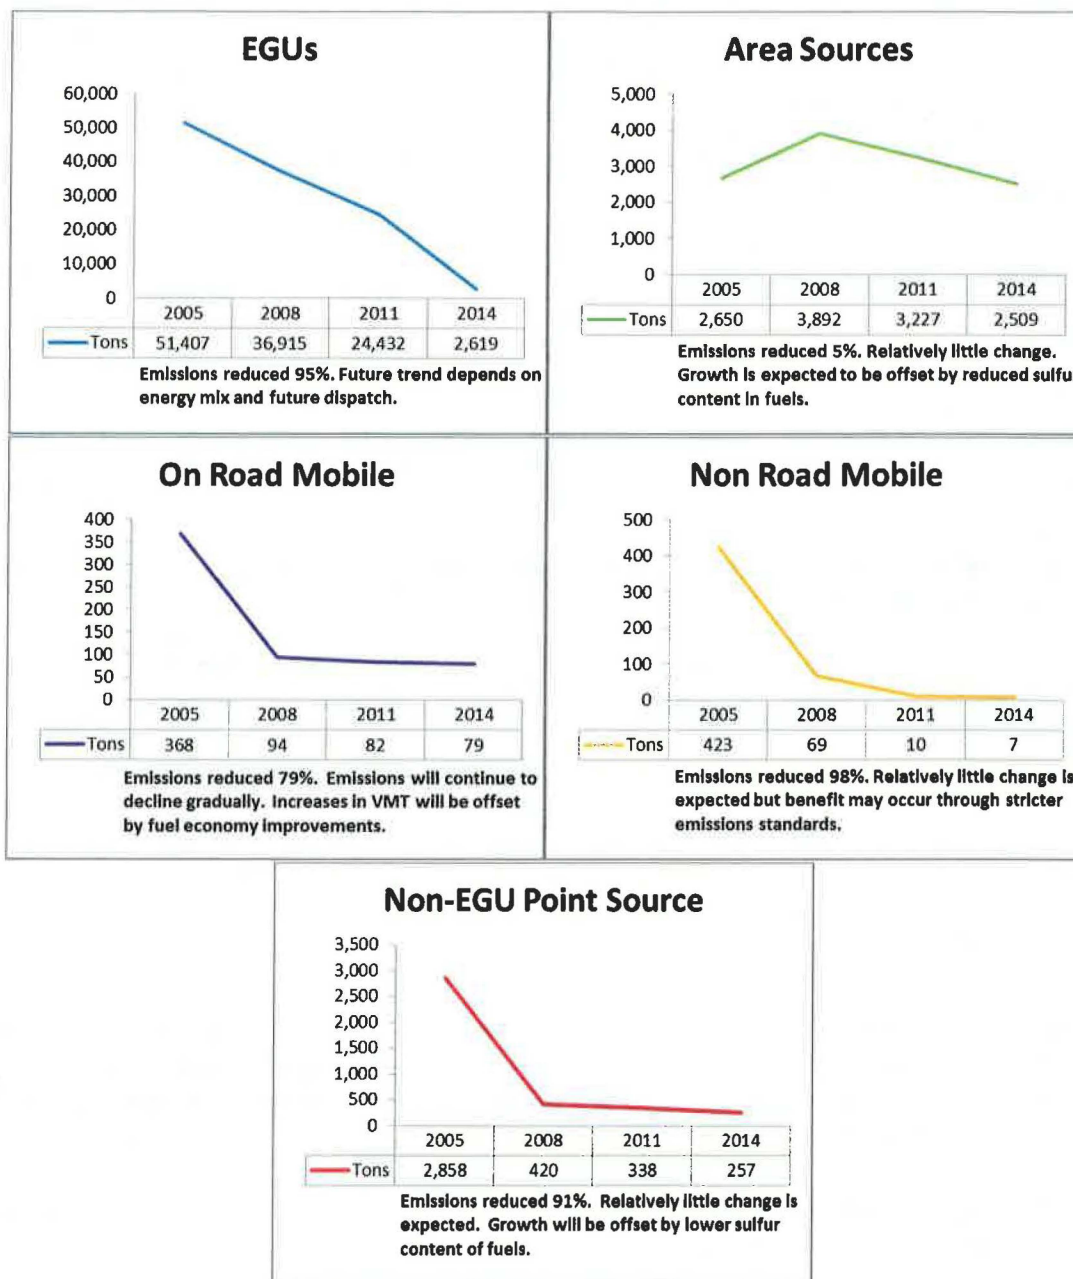 EGUs
60,000
50,000
40,000
30,000
20,000
10,000
0
2005 2008 2011 2014
Tons 51,407 36,915 24,432 2,619
Emissions reduced 95%. Future trend depends on
energy mix and future dispatch.
Area Sources
5,000
4,000
3,000
2,000
1,000
0
2005 2008 2011 2014
Tons 2,650 3,892 3,227 2,509
Emissions reduced 5%. Relatively little change.
Growth is expected to be offset by reduced sulfur
content in fuels.
On Road Mobile
400
350
300
250
200
150
100
50
0
2005 2008 2011 2014
Tons 368 94 82 79
Emissions reduced 79%. Emissions will continue to
decline gradually. Increases in VMT will be offset
by fuel economy improvements.
Non Road Mobile
500
400
300
200
100
0
2005 2008 2011 2014
Tons 423 69 10 7
Emissions reduced 98%. Relatively little change is
expected but benefit may occur through stricter
emissions standards.
Non-EGU Point Source
3,500
3,000
2,500
2,000
1,500
1,000
500
0
2005 2008 2011 2014
Tons 2,858 420 338 257
Emissions reduced 91%. Relatively little change is
expected. Growth will be offset by lower sulfur
content of fuels.